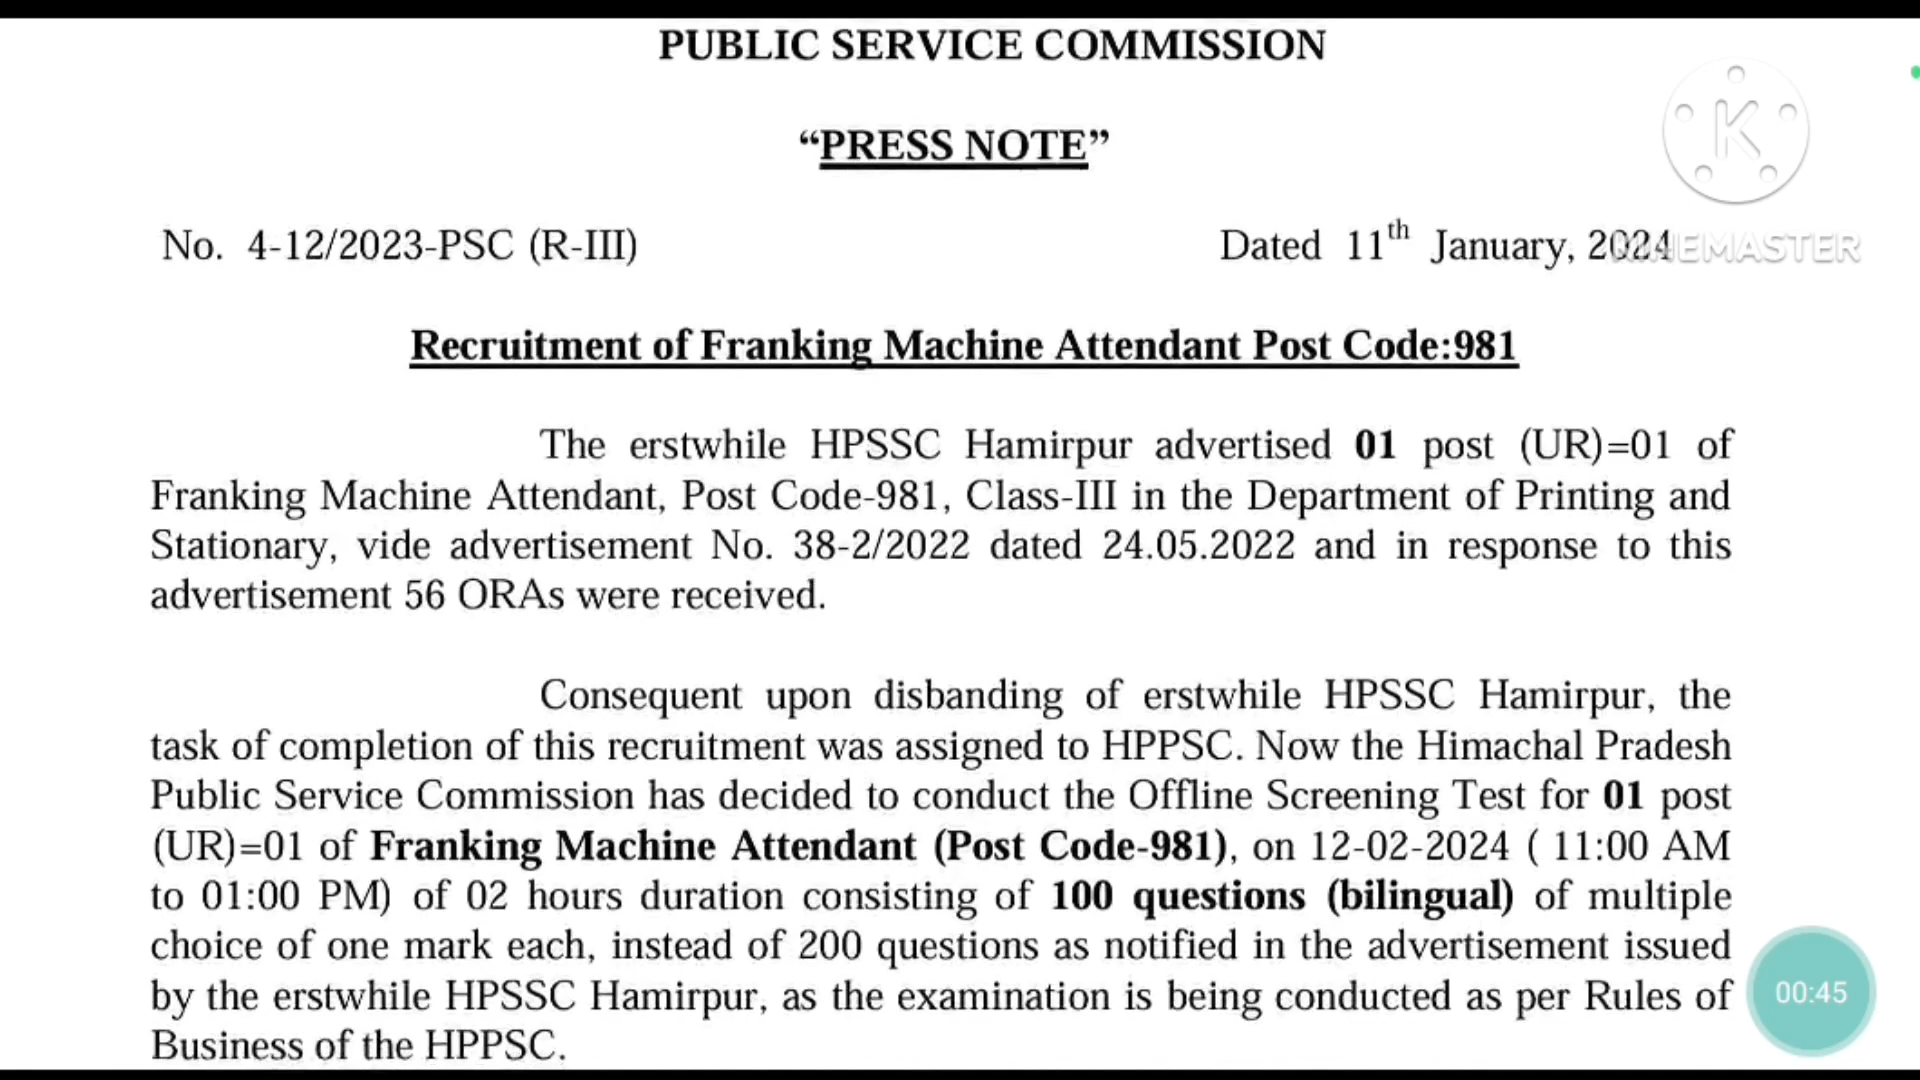 PUBLIC SERVICE COMMISSION
“PRESS NOTE”
No. 4-12/2023-PSC (R-III) Dated 11th January, 2024
KINEMASTER
K
Recruitment of Franking Machine Attendant Post Code:981
The erstwhile HPSSC Hamirpur advertised 01 post (UR)=01 of
Franking Machine Attendant, Post Code-981, Class-III in the Department of Printing and
Stationary, vide advertisement No. 38-2/2022 dated 24.05.2022 and in response to this
advertisement 56 ORAs were received.
Consequent upon disbanding of erstwhile HPSSC Hamirpur, the
task of completion of this recruitment was assigned to HPPSC. Now the Himachal Pradesh
Public Service Commission has decided to conduct the Offline Screening Test for 01 post
(UR)=01 of Franking Machine Attendant (Post Code-981), on 12-02-2024 ( 11:00 AM
to 01:00 PM) of 02 hours duration consisting of 100 questions (bilingual) of multiple
choice of one mark each, instead of 200 questions as notified in the advertisement issued
by the erstwhile HPSSC Hamirpur, as the examination is being conducted as per Rules of
Business of the HPPSC.
00:45